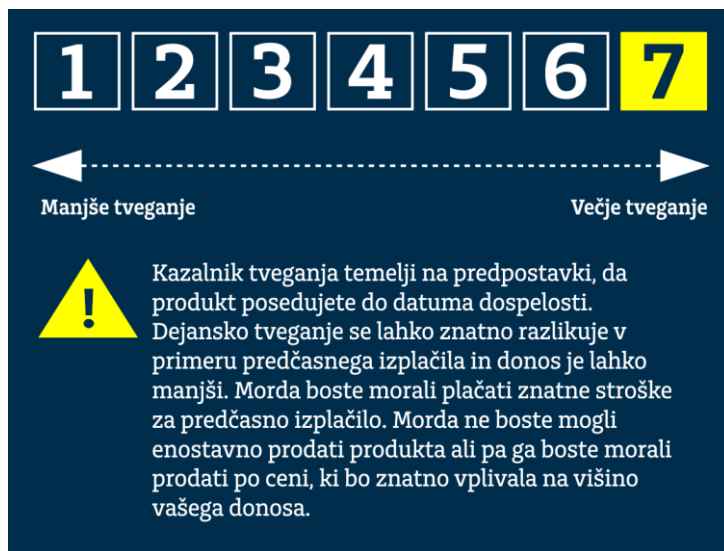 1 2 3 4 5 6 7
Manjše tveganje Večje tveganje
!
Kazalnik tveganja temelji na predpostavki, da
produkt posedujete do datuma dospelosti.
Dejansko tveganje se lahko znatno razlikuje v
primeru predčasnega izplačila in donos je lahko
manjši. Morda boste morali plačati znatne stroške
za predčasno izplačilo. Morda ne boste mogli
enostavno prodati produkta ali pa ga boste morali
prodati po ceni, ki bo znatno vplivala na višino
vašega donosa.